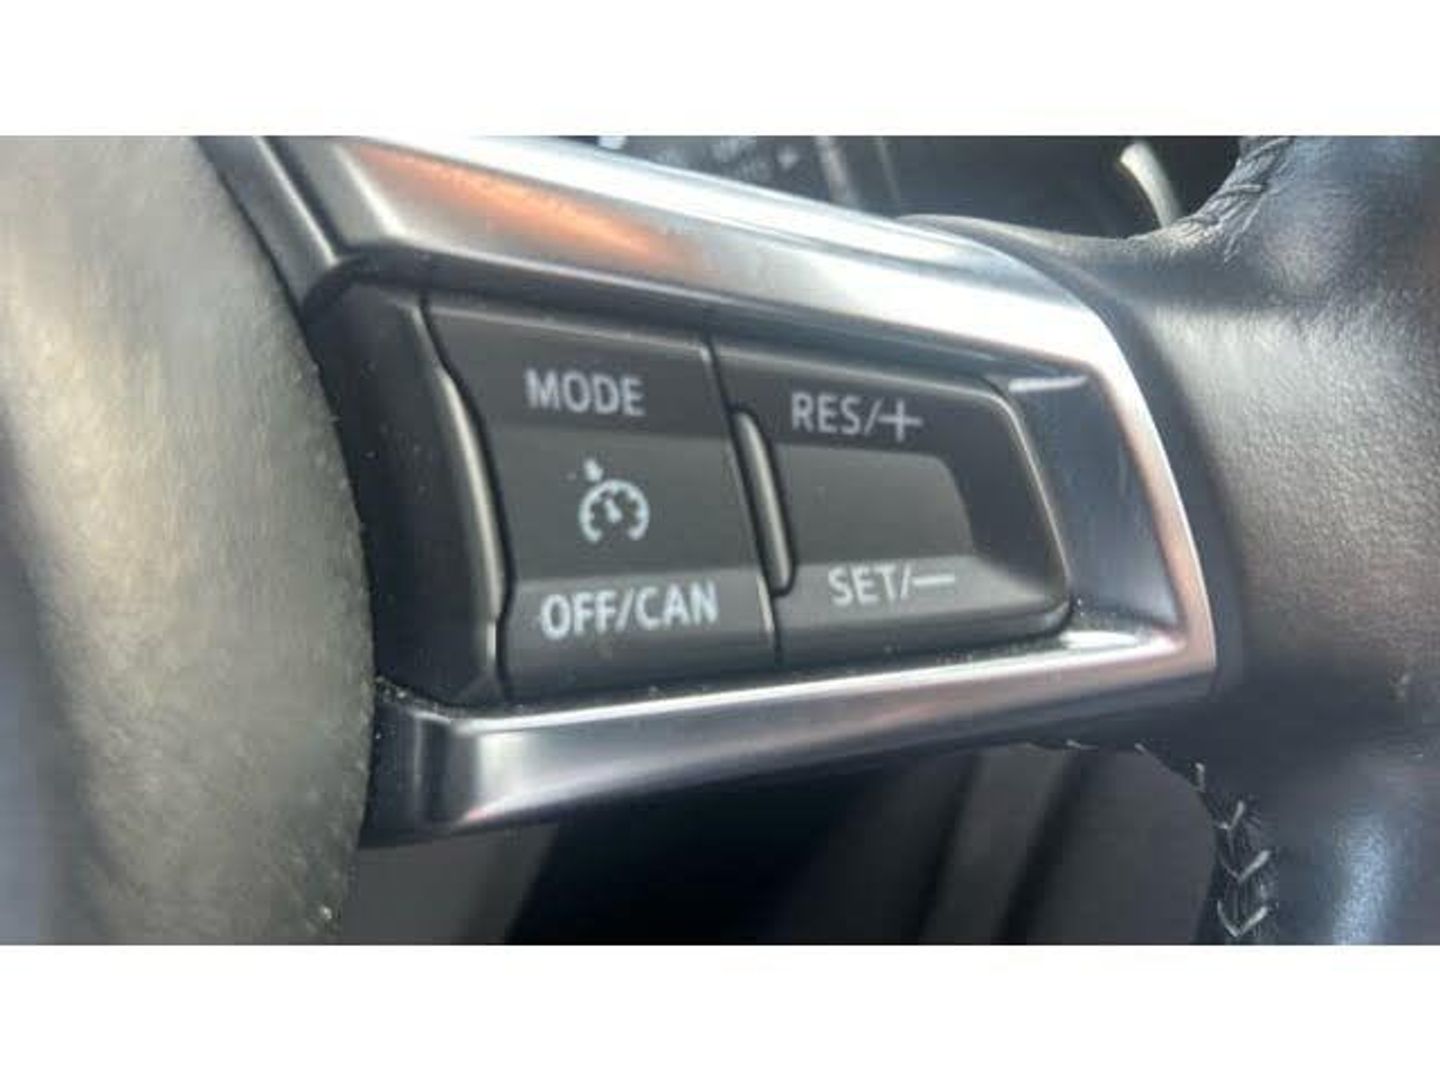 MODE
RES/+
OFF/CAN
SET/—